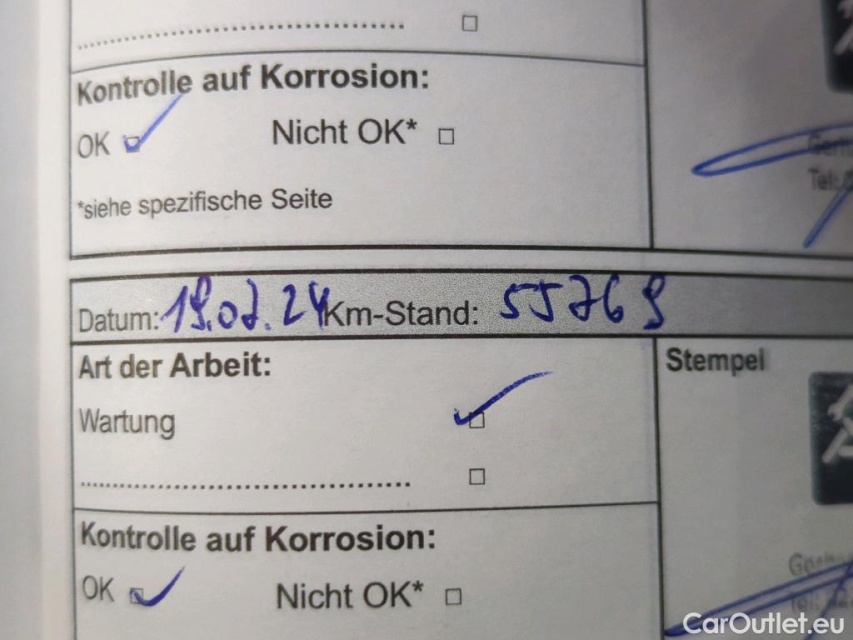 Kontrolle auf Korrosion:
OK Nicht OK*
*siehe spezifische Seite
Tel:
Datum: 19.07.24 Km-Stand: 55769
Art der Arbeit: Stempel
Wartung
Kontrolle auf Korrosion:
OK Nicht OK*
CarOutlet.eu